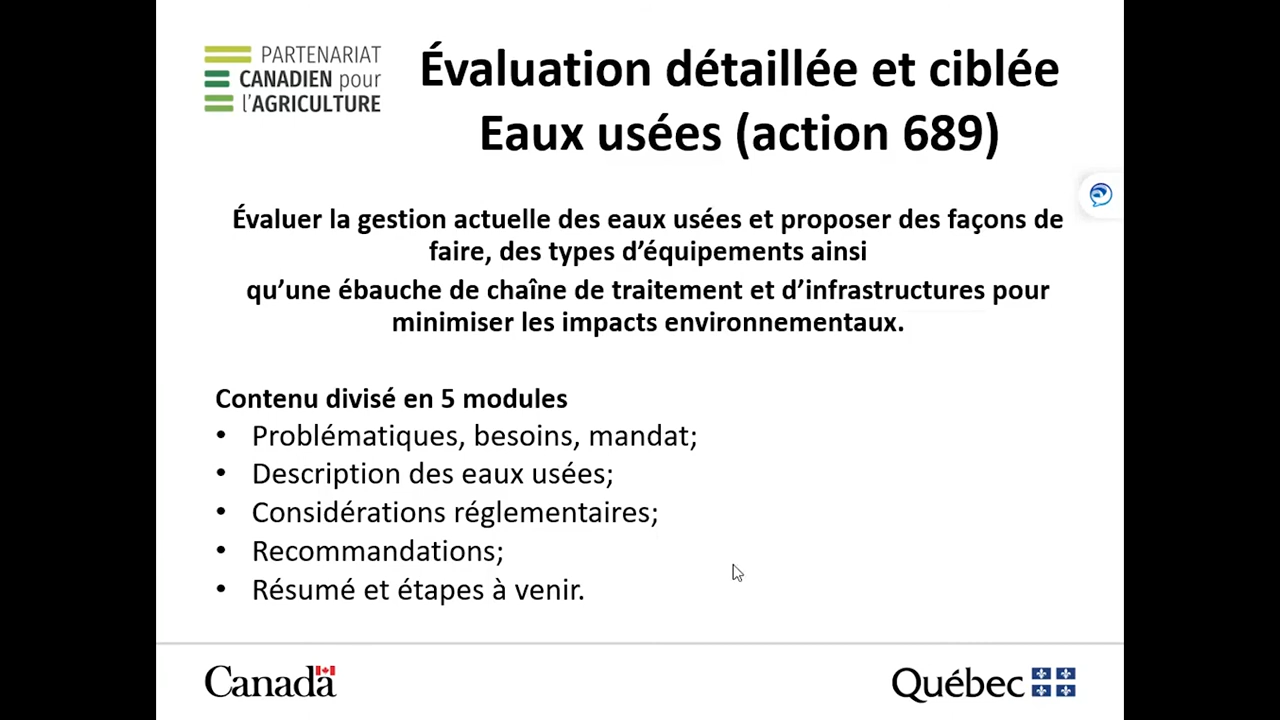 PARTENARIAT
CANADIEN pour
l'AGRICULTURE
Évaluation détaillée et ciblée
Eaux usées (action 689)
Évaluer la gestion actuelle des eaux usées et proposer des façons de
faire, des types d'équipements ainsi
qu'une ébauche de chaîne de traitement et d'infrastructures pour
minimiser les impacts environnementaux.
Contenu divisé en 5 modules
• Problématiques, besoins, mandat;
• Description des eaux usées;
• Considérations réglementaires;
• Recommandations;
• Résumé et étapes à venir.
Canada
Québec